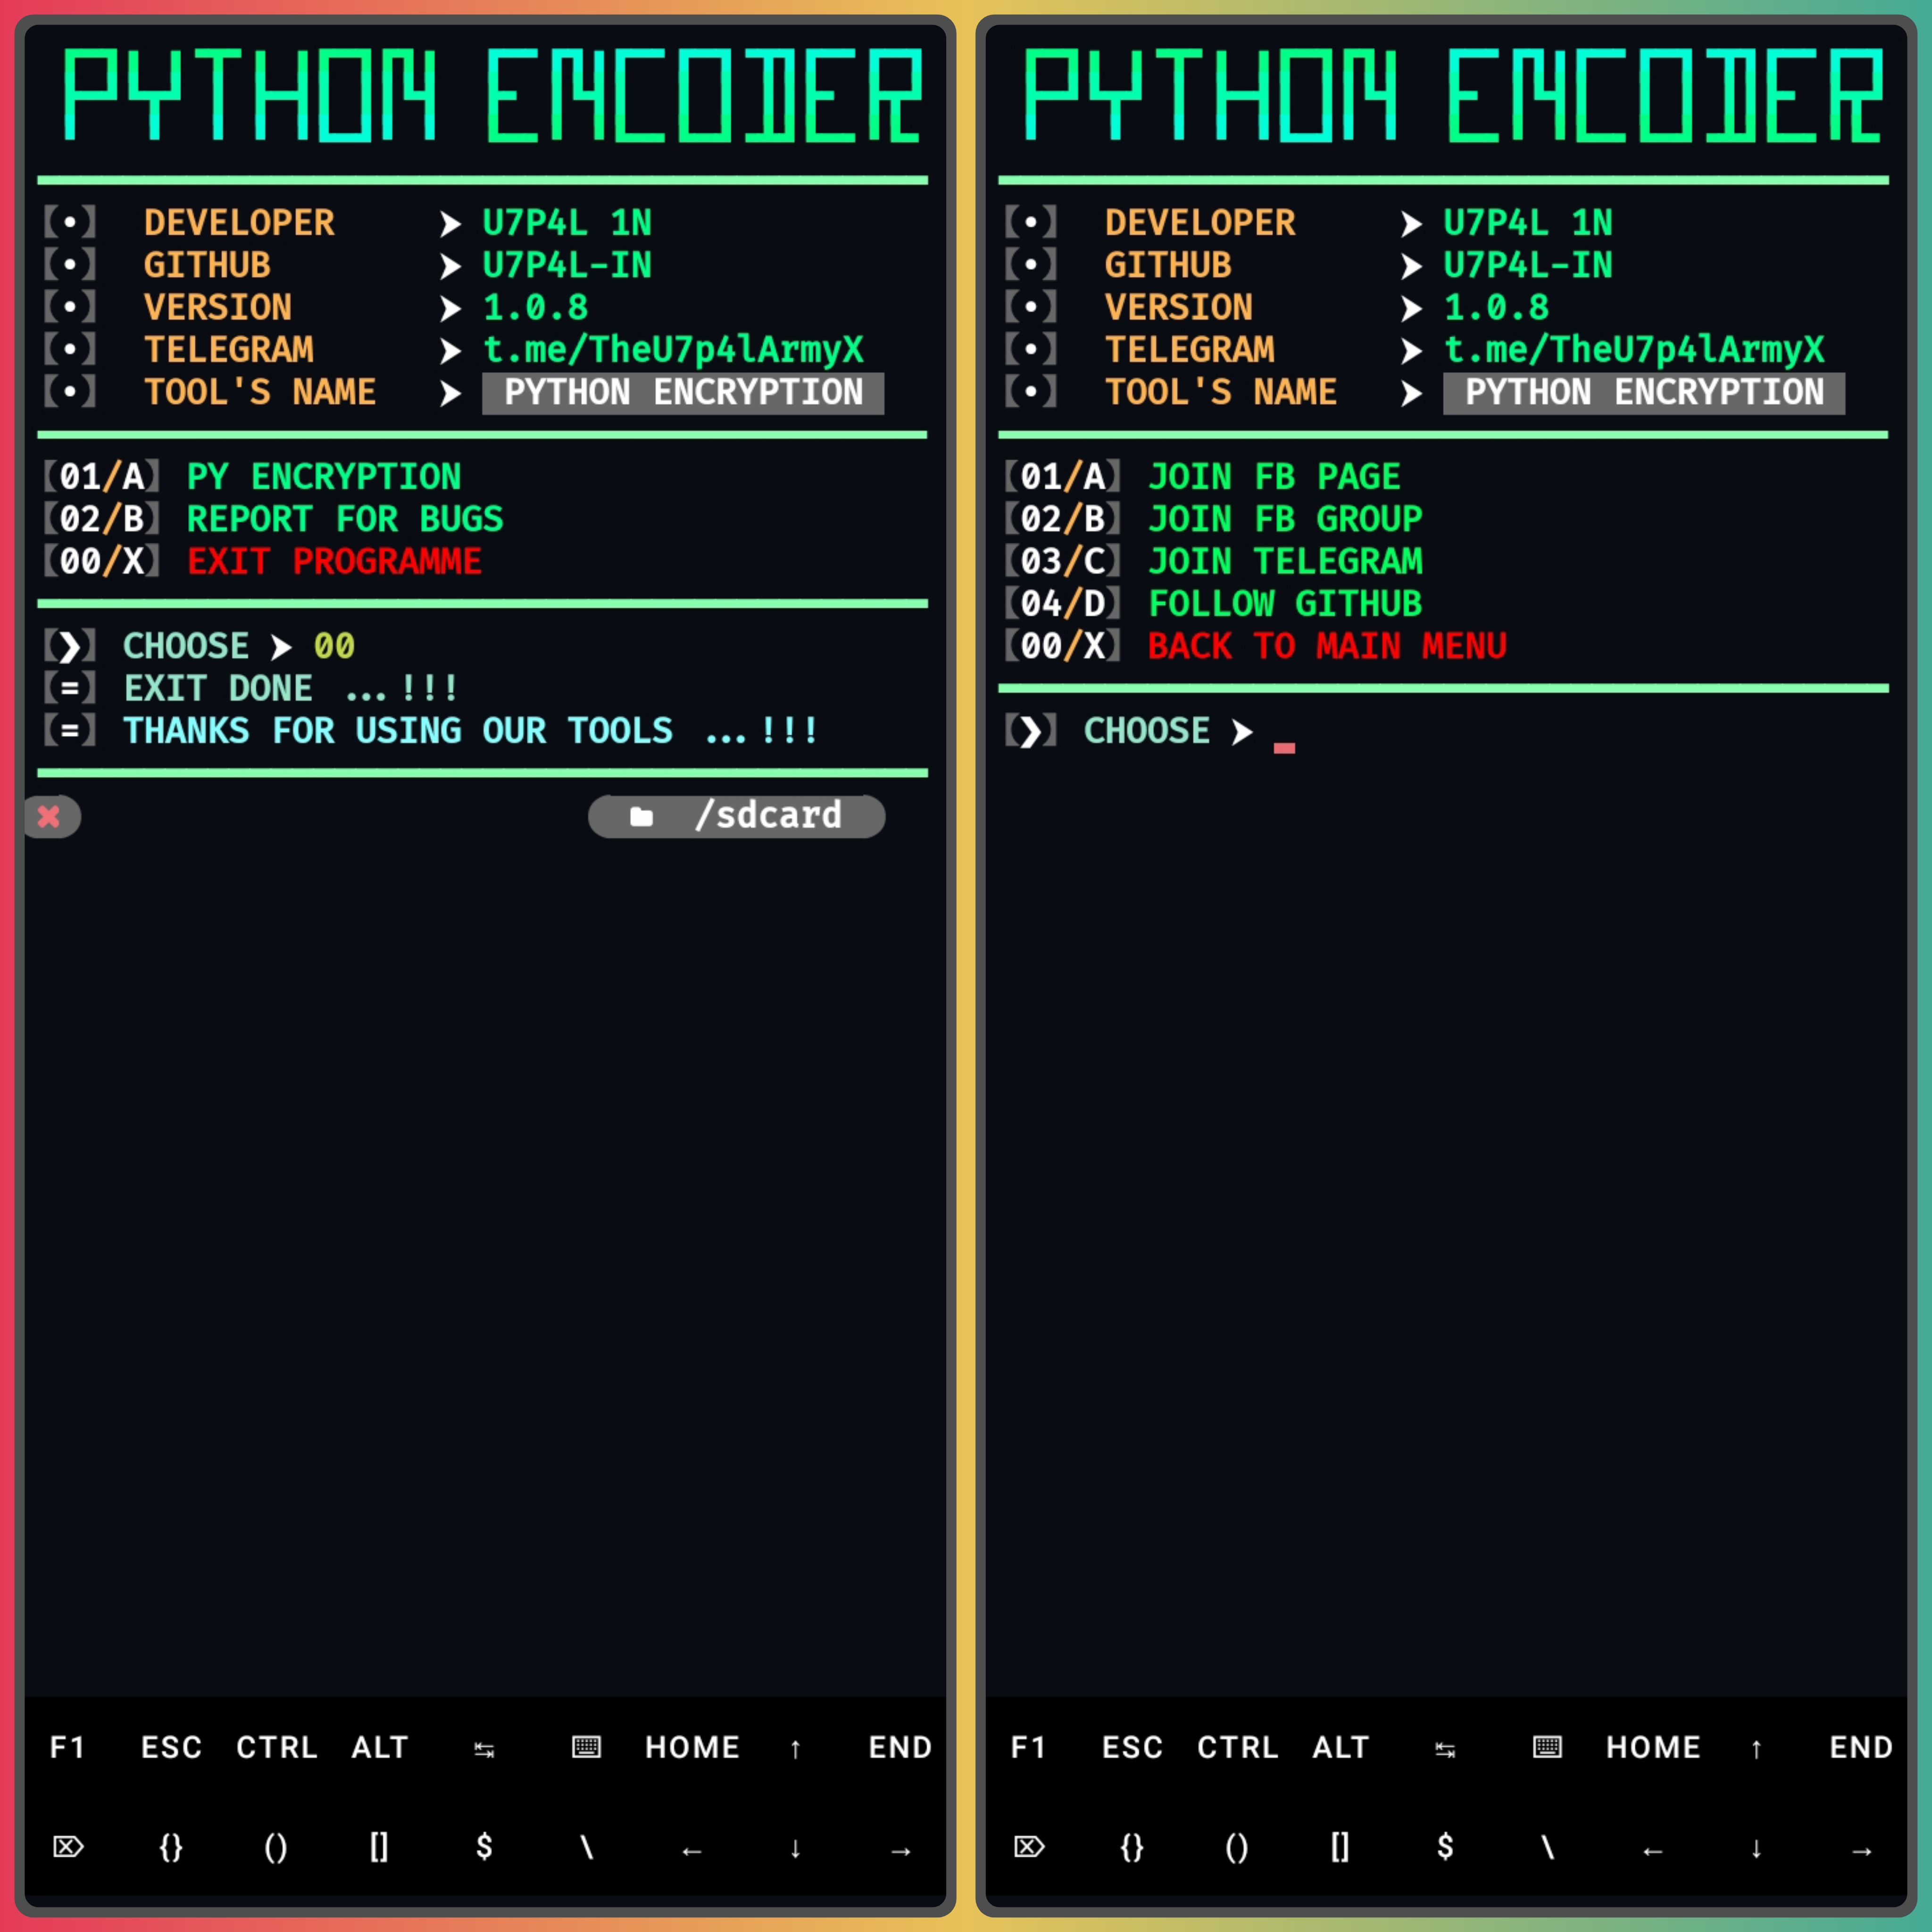 PYTHON ENCODER
[(•)] DEVELOPER ➤ U7P4L 1N
[(•)] GITHUB ➤ U7P4L-IN
[(•)] VERSION ➤ 1.0.8
[(•)] TELEGRAM ➤ t.me/TheU7p4lArmyX
[(•)] TOOL'S NAME ➤ PYTHON ENCRYPTION
[(01/A)] PY ENCRYPTION
[(02/B)] REPORT FOR BUGS
[(00/X)] EXIT PROGRAMME
[(❯)] CHOOSE ➤ 00
[(=)] EXIT DONE ...!!!
[(=)] THANKS FOR USING OUR TOOLS ...!!!
✖ /sdcard
F1 ESC CTRL ALT ⇆ ⌨ HOME ↑ END
⌦ {} () [] $ \ ← ↓ →
PYTHON ENCODER
[(•)] DEVELOPER ➤ U7P4L 1N
[(•)] GITHUB ➤ U7P4L-IN
[(•)] VERSION ➤ 1.0.8
[(•)] TELEGRAM ➤ t.me/TheU7p4lArmyX
[(•)] TOOL'S NAME ➤ PYTHON ENCRYPTION
[(01/A)] JOIN FB PAGE
[(02/B)] JOIN FB GROUP
[(03/C)] JOIN TELEGRAM
[(04/D)] FOLLOW GITHUB
[(00/X)] BACK TO MAIN MENU
[(❯)] CHOOSE ➤ _
F1 ESC CTRL ALT ⇆ ⌨ HOME ↑ END
⌦ {} () [] $ \ ← ↓ →